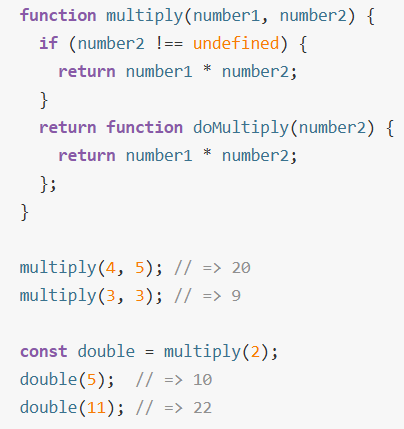 function multiply(number1, number2) {
  if (number2 !== undefined) {
    return number1 * number2;
  }
  return function doMultiply(number2) {
    return number1 * number2;
  };
}

multiply(4, 5); // => 20
multiply(3, 3); // => 9

const double = multiply(2);
double(5);  // => 10
double(11); // => 22